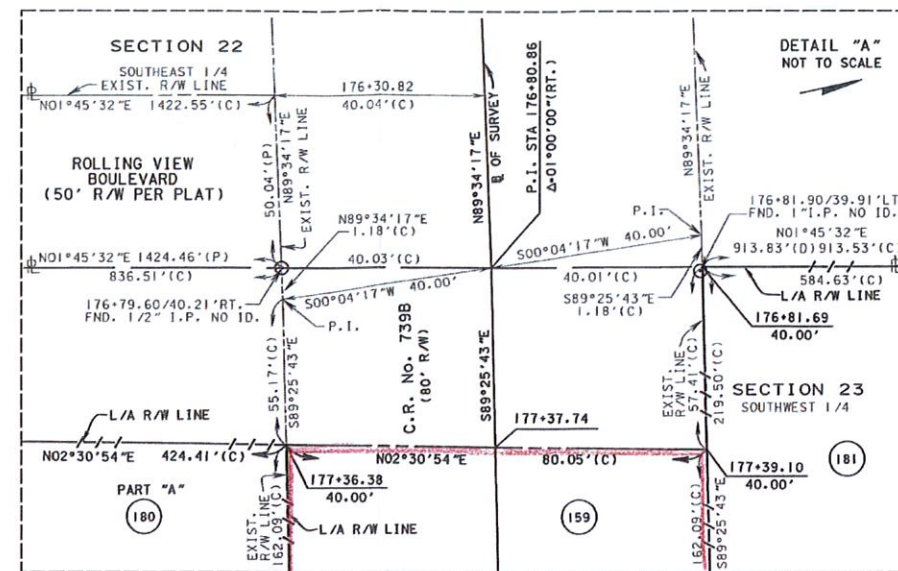 SECTION 22
SOUTHEAST 1/4
EXIST. R/W LINE
N01°45'32"E 1422.55'(C)
176+30.82
40.04'(C)
DETAIL "A"
NOT TO SCALE
ROLLING VIEW
BOULEVARD
(50' R/W PER PLAT)
50.04'(P)
N89°34'17"E
EXIST. R/W LINE
N89°34'17"E
B OF SURVEY
P.I. STA 176+80.86
Δ=01°00'00"(RT.)
N89°34'17"E
EXIST. R/W LINE
N89°34'17"E
1.18'(C)
P.I.
176+81.90/39.91'LT
FND. 1"I.P. NO ID.
N01°45'32"E
913.83'(D) 913.53'(C)
N01°45'32"E 1424.46'(P)
836.51'(C)
40.03'(C)
S00°04'17"W 40.00'
40.01'(C)
584.63'(C)
L/A R/W LINE
176+79.60/40.21'RT.
FND. 1/2" I.P. NO ID.
S00°04'17"W
40.00'
P.I.
S89°25'43"E
1.18'(C)
176+81.69
40.00'
55.17'(C)
S89°25'43"E
C.R. No. 739B
(80' R/W)
S89°25'43"E
EXIST.
R/W LINE
57.41'(C)
219.50'(C)
SECTION 23
SOUTHWEST 1/4
L/A R/W LINE
177+37.74
N02°30'54"E 424.41'(C)
N02°30'54"E 80.05'(C)
177+39.10
40.00'
181
PART "A"
180
177+36.38
40.00'
159
EXIST.
R/W LINE
162.09'(C)
L/A R/W LINE
162.09'(C)
S89°25'43"E